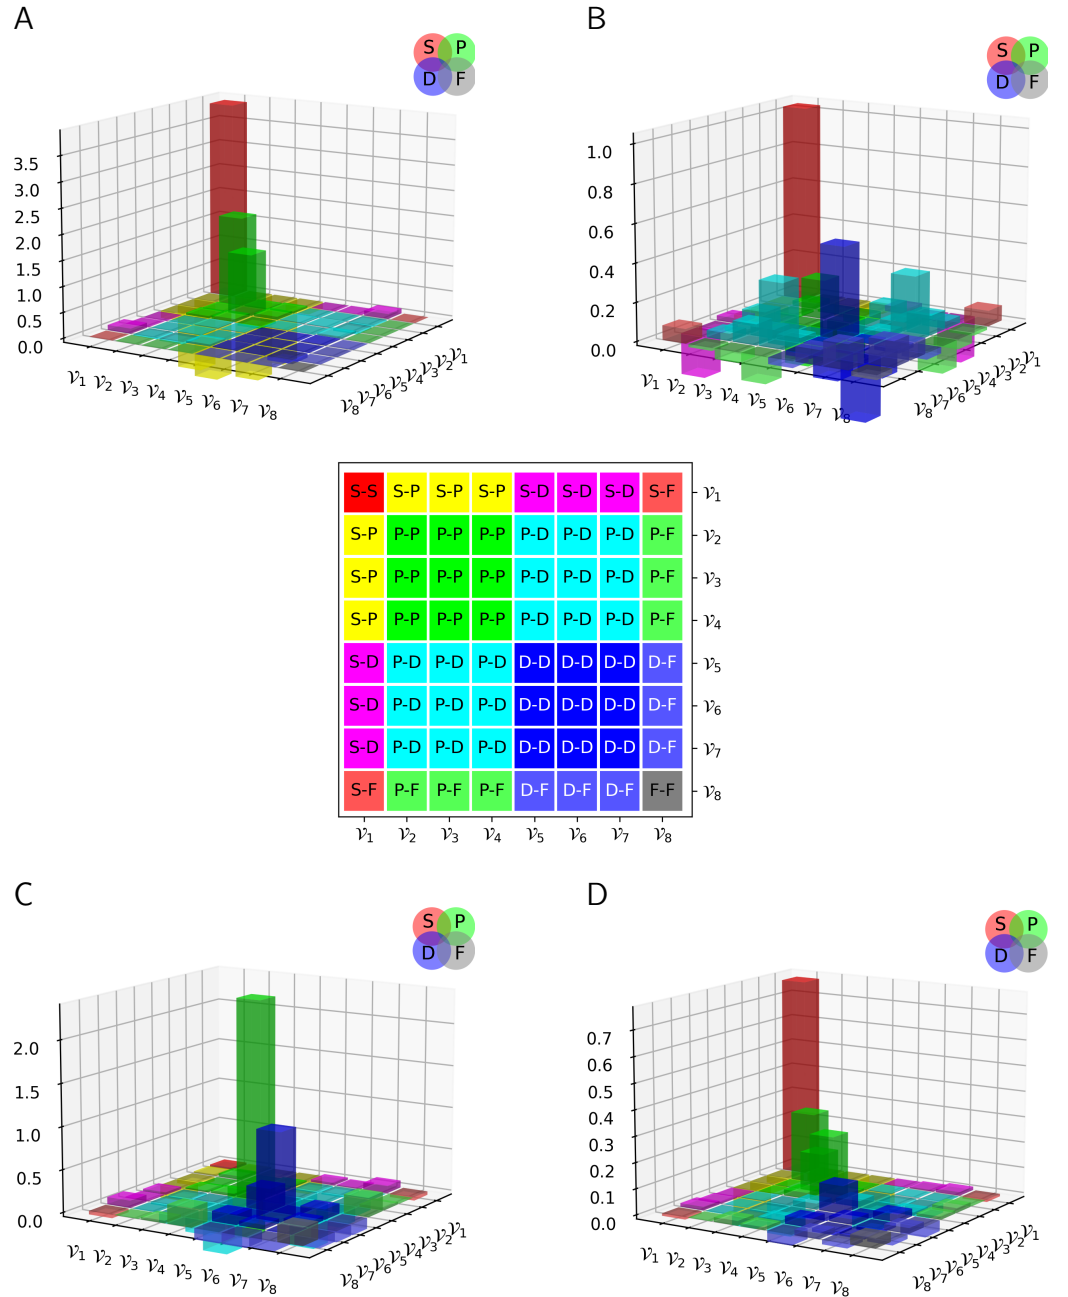 A
B
S P
D F
S P
D F
3.5
3.0
2.5
2.0
1.5
1.0
0.5
0.0
𝒱₁ 𝒱₂ 𝒱₃ 𝒱₄ 𝒱₅ 𝒱₆ 𝒱₇ 𝒱₈
𝒱₈ 𝒱₇ 𝒱₆ 𝒱₅ 𝒱₄ 𝒱₃ 𝒱₂ 𝒱₁
1.0
0.8
0.6
0.4
0.2
0.0
𝒱₁ 𝒱₂ 𝒱₃ 𝒱₄ 𝒱₅ 𝒱₆ 𝒱₇ 𝒱₈
𝒱₈ 𝒱₇ 𝒱₆ 𝒱₅ 𝒱₄ 𝒱₃ 𝒱₂ 𝒱₁
S-S S-P S-P S-P S-D S-D S-D S-F 𝒱₁
S-P P-P P-P P-P P-D P-D P-D P-F 𝒱₂
S-P P-P P-P P-P P-D P-D P-D P-F 𝒱₃
S-P P-P P-P P-P P-D P-D P-D P-F 𝒱₄
S-D P-D P-D P-D D-D D-D D-D D-F 𝒱₅
S-D P-D P-D P-D D-D D-D D-D D-F 𝒱₆
S-D P-D P-D P-D D-D D-D D-D D-F 𝒱₇
S-F P-F P-F P-F D-F D-F D-F F-F 𝒱₈
𝒱₁ 𝒱₂ 𝒱₃ 𝒱₄ 𝒱₅ 𝒱₆ 𝒱₇ 𝒱₈
C
D
S P
D F
S P
D F
2.0
1.5
1.0
0.5
0.0
𝒱₁ 𝒱₂ 𝒱₃ 𝒱₄ 𝒱₅ 𝒱₆ 𝒱₇ 𝒱₈
𝒱₈ 𝒱₇ 𝒱₆ 𝒱₅ 𝒱₄ 𝒱₃ 𝒱₂ 𝒱₁
0.7
0.6
0.5
0.4
0.3
0.2
0.1
0.0
𝒱₁ 𝒱₂ 𝒱₃ 𝒱₄ 𝒱₅ 𝒱₆ 𝒱₇ 𝒱₈
𝒱₈ 𝒱₇ 𝒱₆ 𝒱₅ 𝒱₄ 𝒱₃ 𝒱₂ 𝒱₁